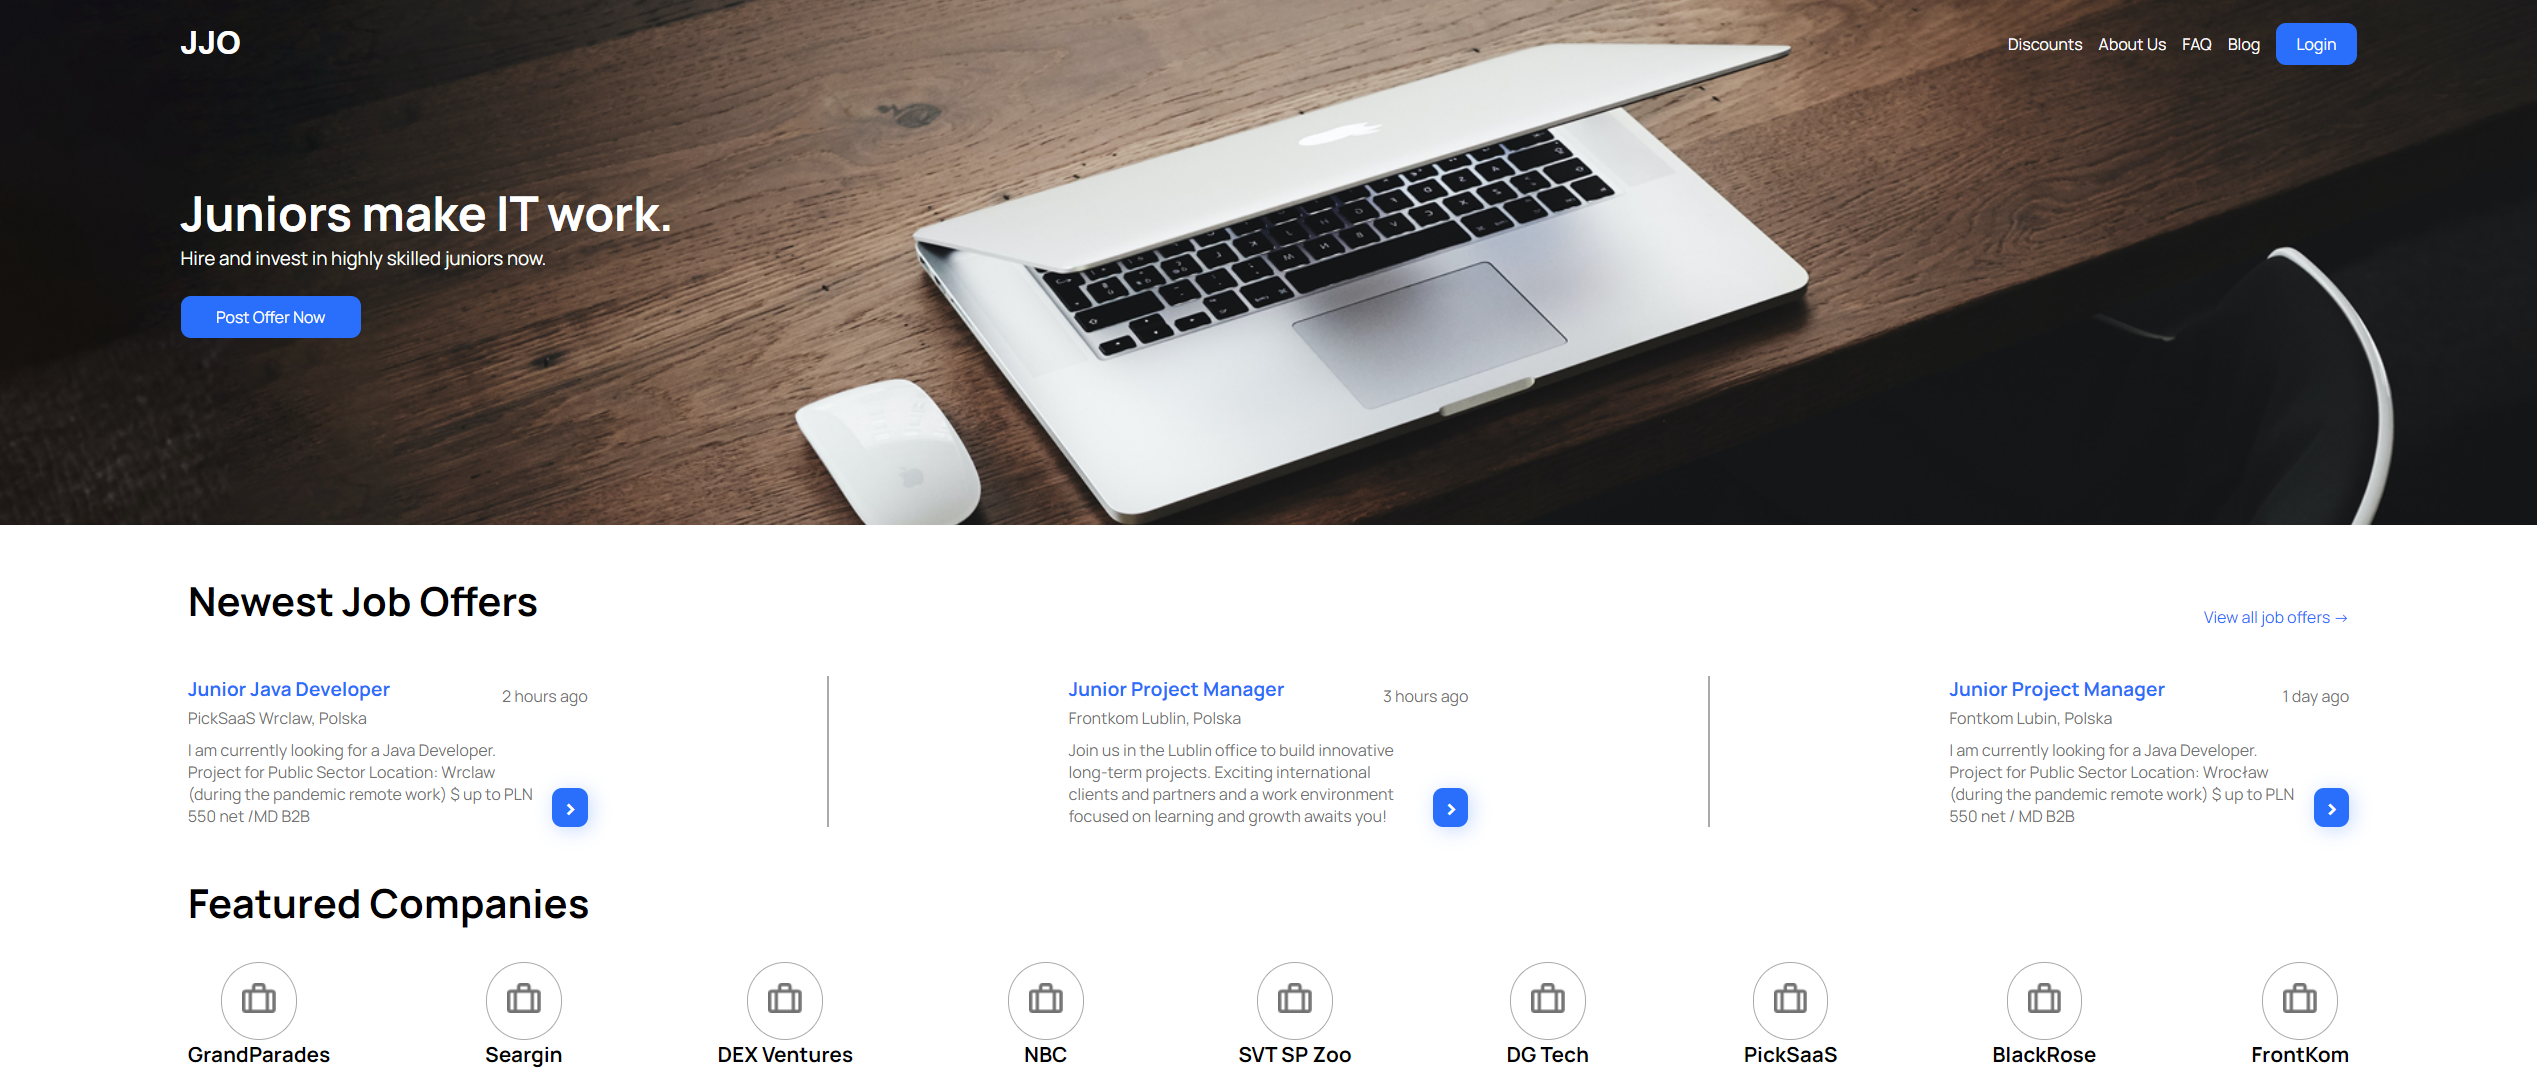 JJO
Discounts About Us FAQ Blog Login
Juniors make IT work.
Hire and invest in highly skilled juniors now.
Post Offer Now
Newest Job Offers
View all job offers →
Junior Java Developer
2 hours ago
PickSaaS Wrclaw, Polska
I am currently looking for a Java Developer.
Project for Public Sector Location: Wrclaw
(during the pandemic remote work) $ up to PLN
550 net /MD B2B
Junior Project Manager
3 hours ago
Frontkom Lublin, Polska
Join us in the Lublin office to build innovative
long-term projects. Exciting international
clients and partners and a work environment
focused on learning and growth awaits you!
Junior Project Manager
1 day ago
Fontkom Lubin, Polska
I am currently looking for a Java Developer.
Project for Public Sector Location: Wrocław
(during the pandemic remote work) $ up to PLN
550 net / MD B2B
Featured Companies
GrandParades
Seargin
DEX Ventures
NBC
SVT SP Zoo
DG Tech
PickSaaS
BlackRose
FrontKom